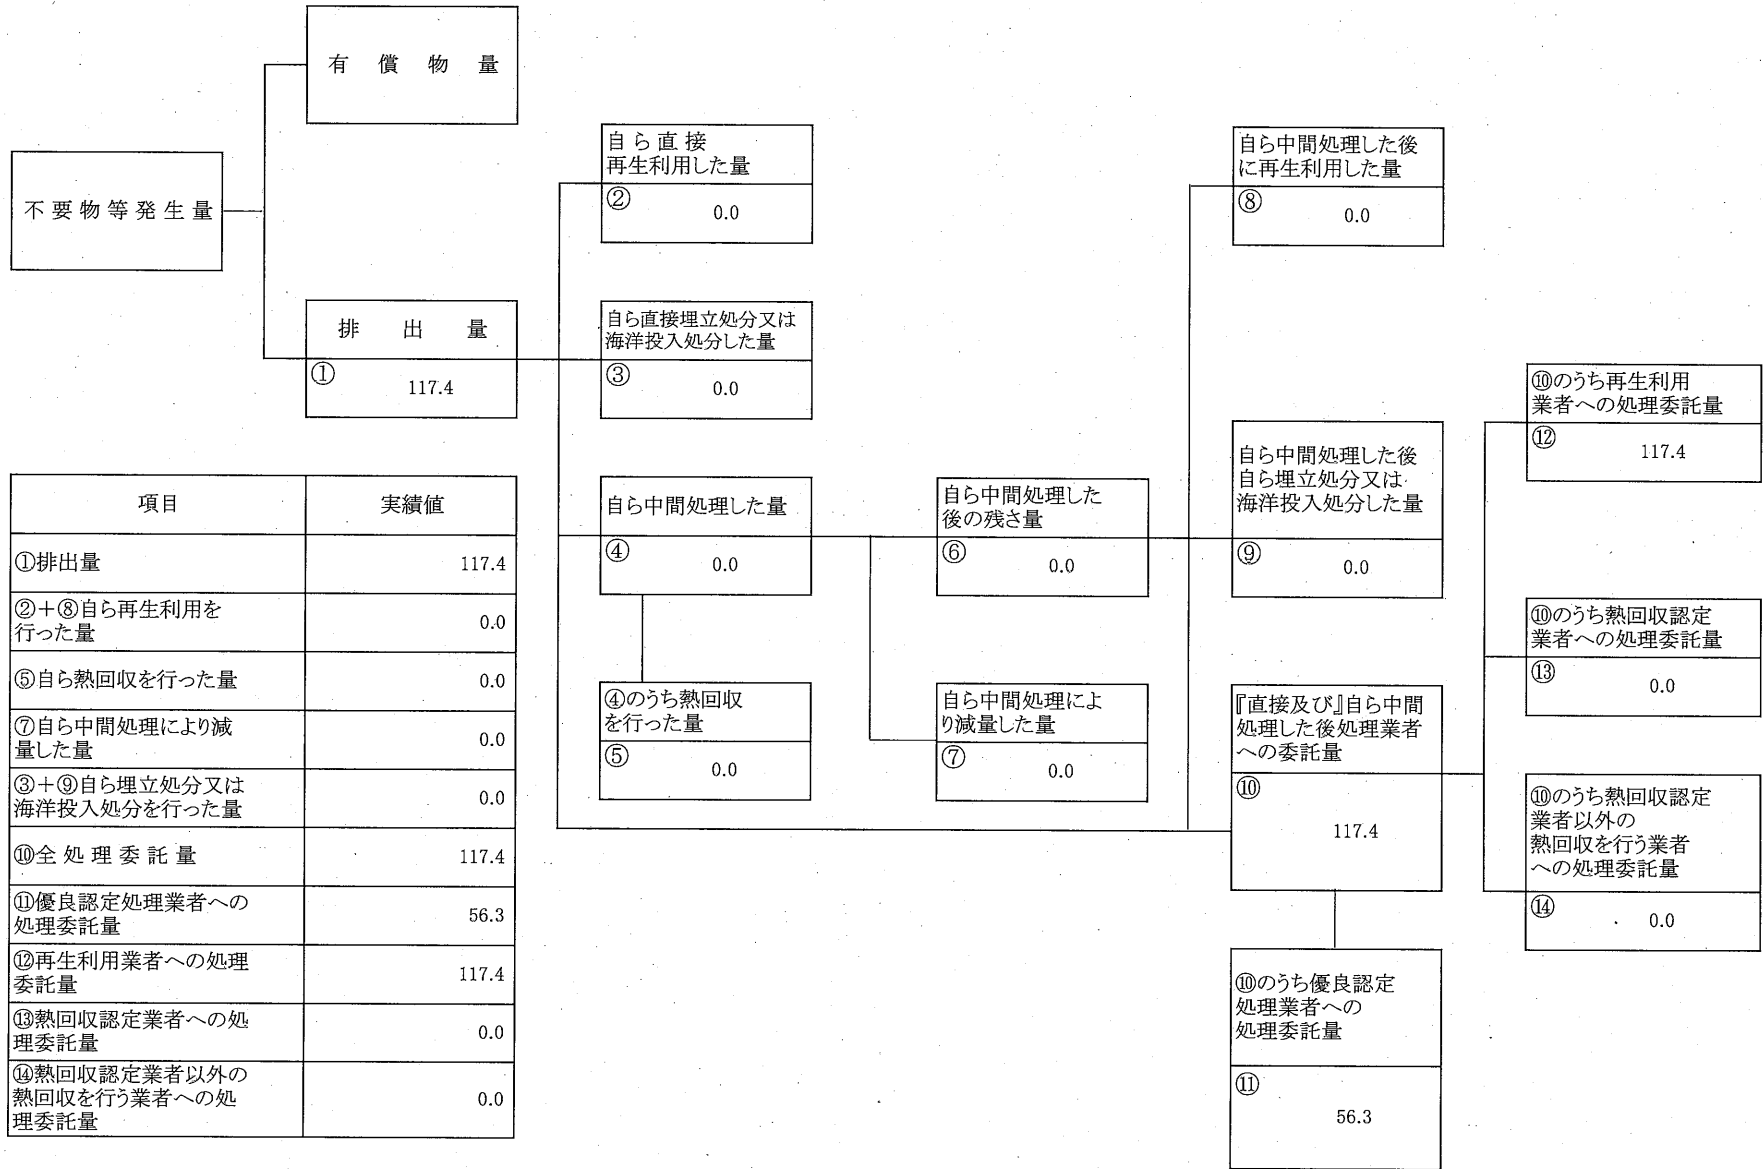 有償物量
不要物等発生量
排出量
①
117.4
自ら直接
再生利用した量
②
0.0
自ら直接埋立処分又は
海洋投入処分した量
③
0.0
自ら中間処理した量
④
0.0
④のうち熱回収
を行った量
⑤
0.0
自ら中間処理した
後の残さ量
⑥
0.0
自ら中間処理によ
り減量した量
⑦
0.0
自ら中間処理した後
に再生利用した量
⑧
0.0
自ら中間処理した後
自ら埋立処分又は
海洋投入処分した量
⑨
0.0
『直接及び』自ら中間
処理した後処理業者
への委託量
⑩
117.4
⑩のうち優良認定
処理業者への
処理委託量
⑪
56.3
⑩のうち再生利用
業者への処理委託量
⑫
117.4
⑩のうち熱回収認定
業者への処理委託量
⑬
0.0
⑩のうち熱回収認定
業者以外の
熱回収を行う業者
への処理委託量
⑭
0.0
項目 実績値
①排出量 117.4
②+⑧自ら再生利用を
行った量 0.0
⑤自ら熱回収を行った量 0.0
⑦自ら中間処理により減
量した量 0.0
③+⑨自ら埋立処分又は
海洋投入処分を行った量 0.0
⑩全処理委託量 117.4
⑪優良認定処理業者への
処理委託量 56.3
⑫再生利用業者への処理
委託量 117.4
⑬熱回収認定業者への処
理委託量 0.0
⑭熱回収認定業者以外の
熱回収を行う業者への処
理委託量 0.0